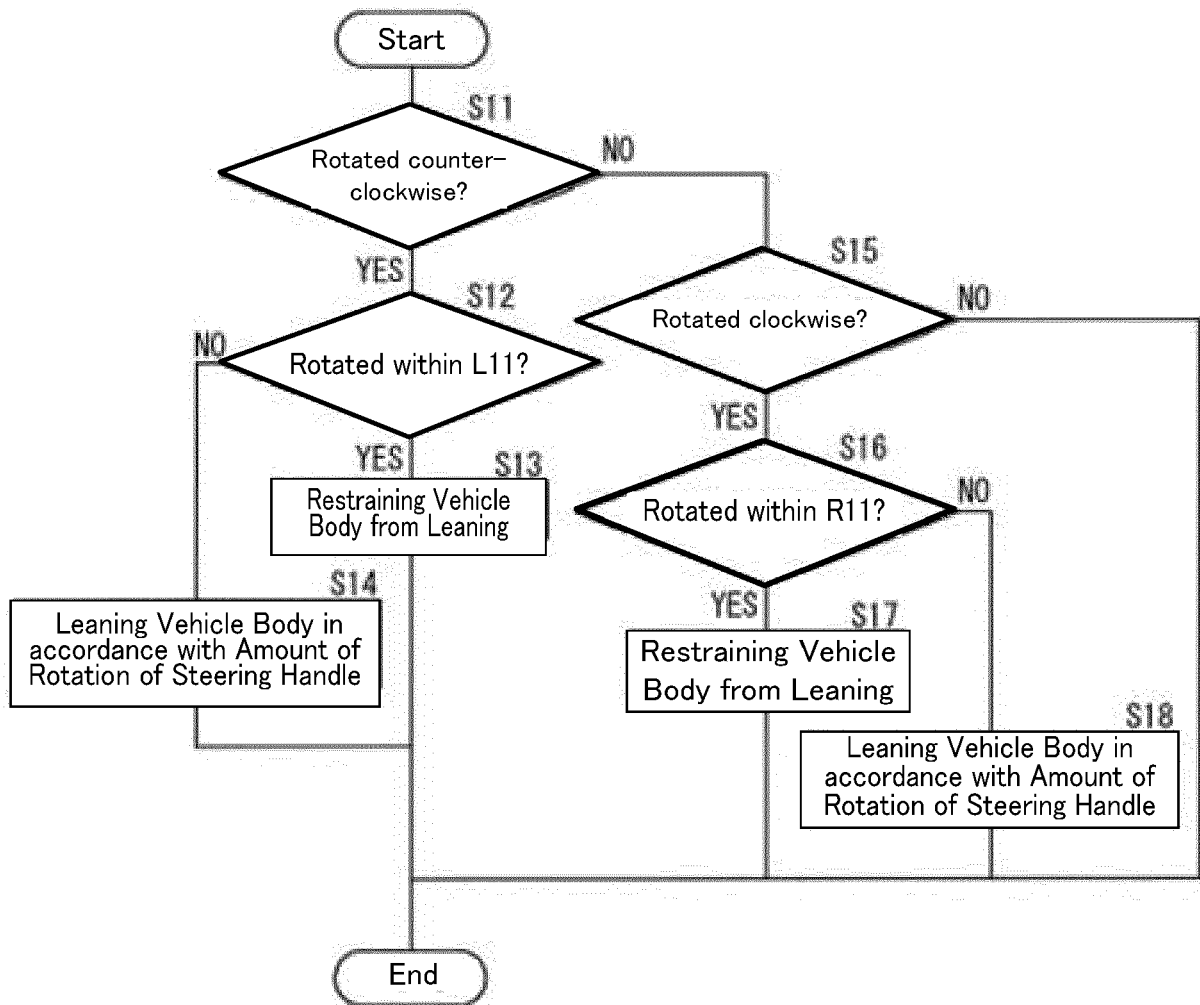 Start
S11
Rotated counter-
clockwise?
NO
YES
S12
Rotated within L11?
NO
YES
S13
Restraining Vehicle
Body from Leaning
S14
Leaning Vehicle Body in
accordance with Amount of
Rotation of Steering Handle
S15
Rotated clockwise?
NO
YES
S16
Rotated within R11?
NO
YES
S17
Restraining Vehicle
Body from Leaning
S18
Leaning Vehicle Body in
accordance with Amount of
Rotation of Steering Handle
End